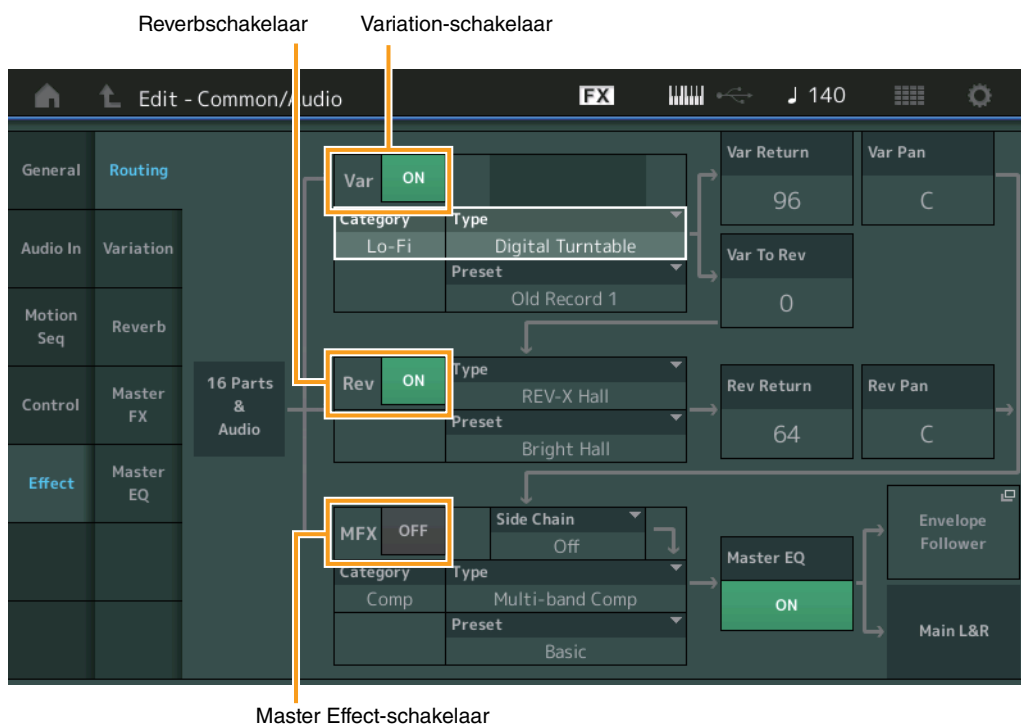 Reverbschakelaar
Variation-schakelaar
Edit - Common/Audio
FX
♩ 140
General
Routing
Audio In
Variation
Motion
Seq
Reverb
Control
Master
FX
Effect
Master
EQ
16 Parts
&
Audio
Var
ON
Category
Type
Lo-Fi
Digital Turntable
Preset
Old Record 1
Var Return
96
Var Pan
C
Var To Rev
0
Rev
ON
Type
REV-X Hall
Preset
Bright Hall
Rev Return
64
Rev Pan
C
MFX
OFF
Side Chain
Off
Category
Type
Comp
Multi-band Comp
Preset
Basic
Master EQ
ON
Envelope
Follower
Main L&R
Master Effect-schakelaar